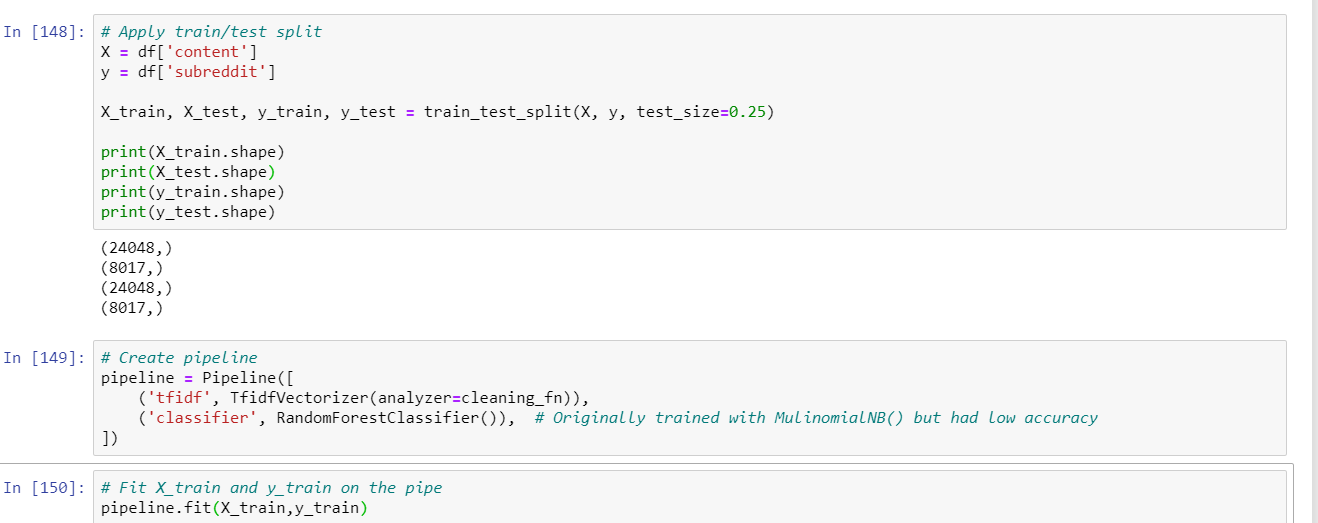 In [148]: # Apply train/test split
X = df['content']
y = df['subreddit']
X_train, X_test, y_train, y_test = train_test_split(X, y, test_size=0.25)
print(X_train.shape)
print(X_test.shape)
print(y_train.shape)
print(y_test.shape)
(24048,)
(8017,)
(24048,)
(8017,)
In [149]: # Create pipeline
pipeline = Pipeline([
('tfidf', TfidfVectorizer(analyzer=cleaning_fn)),
('classifier', RandomForestClassifier()),  # Originally trained with MulinomialNB() but had low accuracy
])
In [150]: # Fit X_train and y_train on the pipe
pipeline.fit(X_train,y_train)